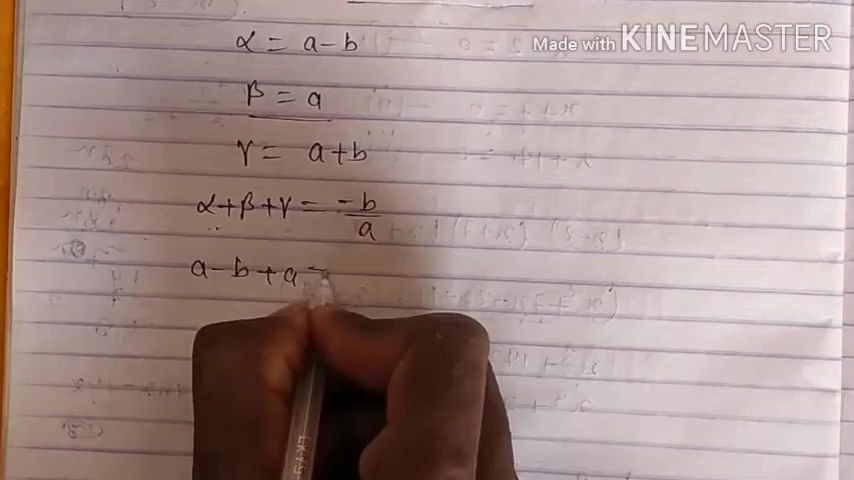 Made with KINEMASTER
α = a - b
β = a
γ = a + b
α + β + γ = -b/a
a - b + a